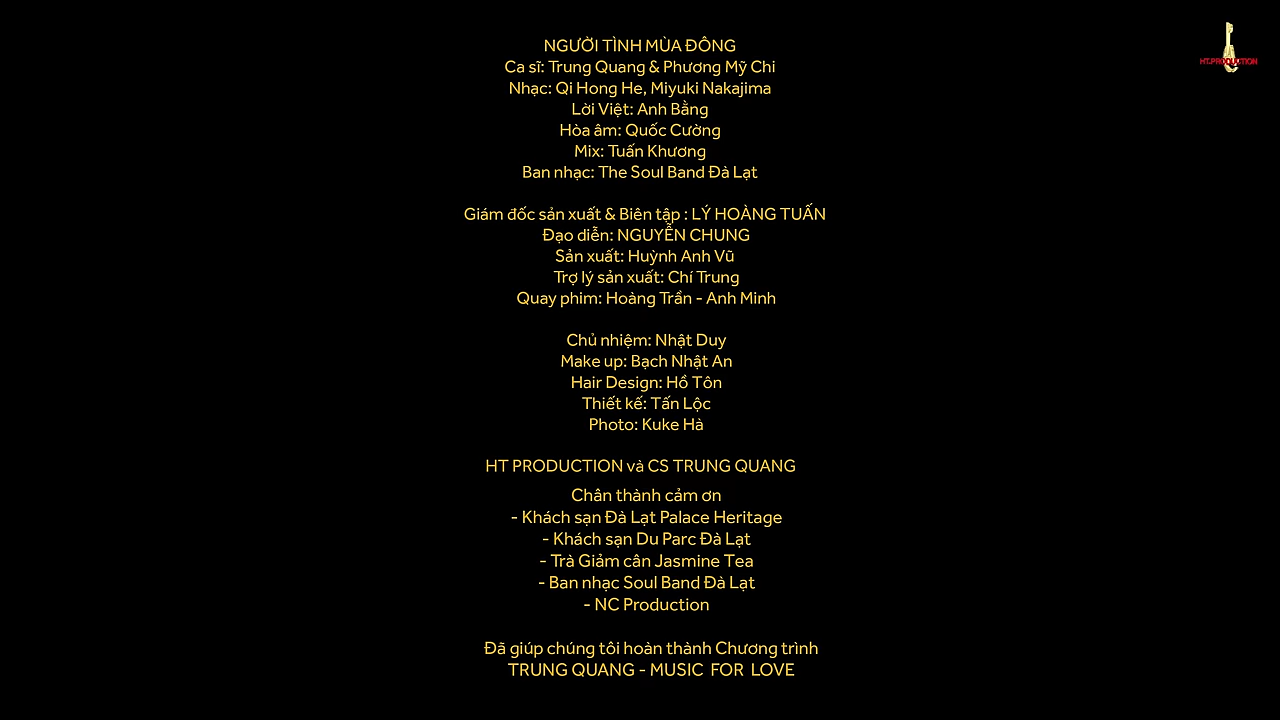 NGƯỜI TÌNH MÙA ĐÔNG
Ca sĩ: Trung Quang & Phương Mỹ Chi
Nhạc: Qi Hong He, Miyuki Nakajima
Lời Việt: Anh Bằng
Hòa âm: Quốc Cường
Mix: Tuấn Khương
Ban nhạc: The Soul Band Đà Lạt
Giám đốc sản xuất & Biên tập : LÝ HOÀNG TUẤN
Đạo diễn: NGUYỄN CHUNG
Sản xuất: Huỳnh Anh Vũ
Trợ lý sản xuất: Chí Trung
Quay phim: Hoàng Trần - Anh Minh
Chủ nhiệm: Nhật Duy
Make up: Bạch Nhật An
Hair Design: Hồ Tôn
Thiết kế: Tấn Lộc
Photo: Kuke Hà
HT PRODUCTION và CS TRUNG QUANG
Chân thành cảm ơn
- Khách sạn Đà Lạt Palace Heritage
- Khách sạn Du Parc Đà Lạt
- Trà Giảm cân Jasmine Tea
- Ban nhạc Soul Band Đà Lạt
- NC Production
Đã giúp chúng tôi hoàn thành Chương trình
TRUNG QUANG - MUSIC FOR LOVE
HT.PRODUCTION